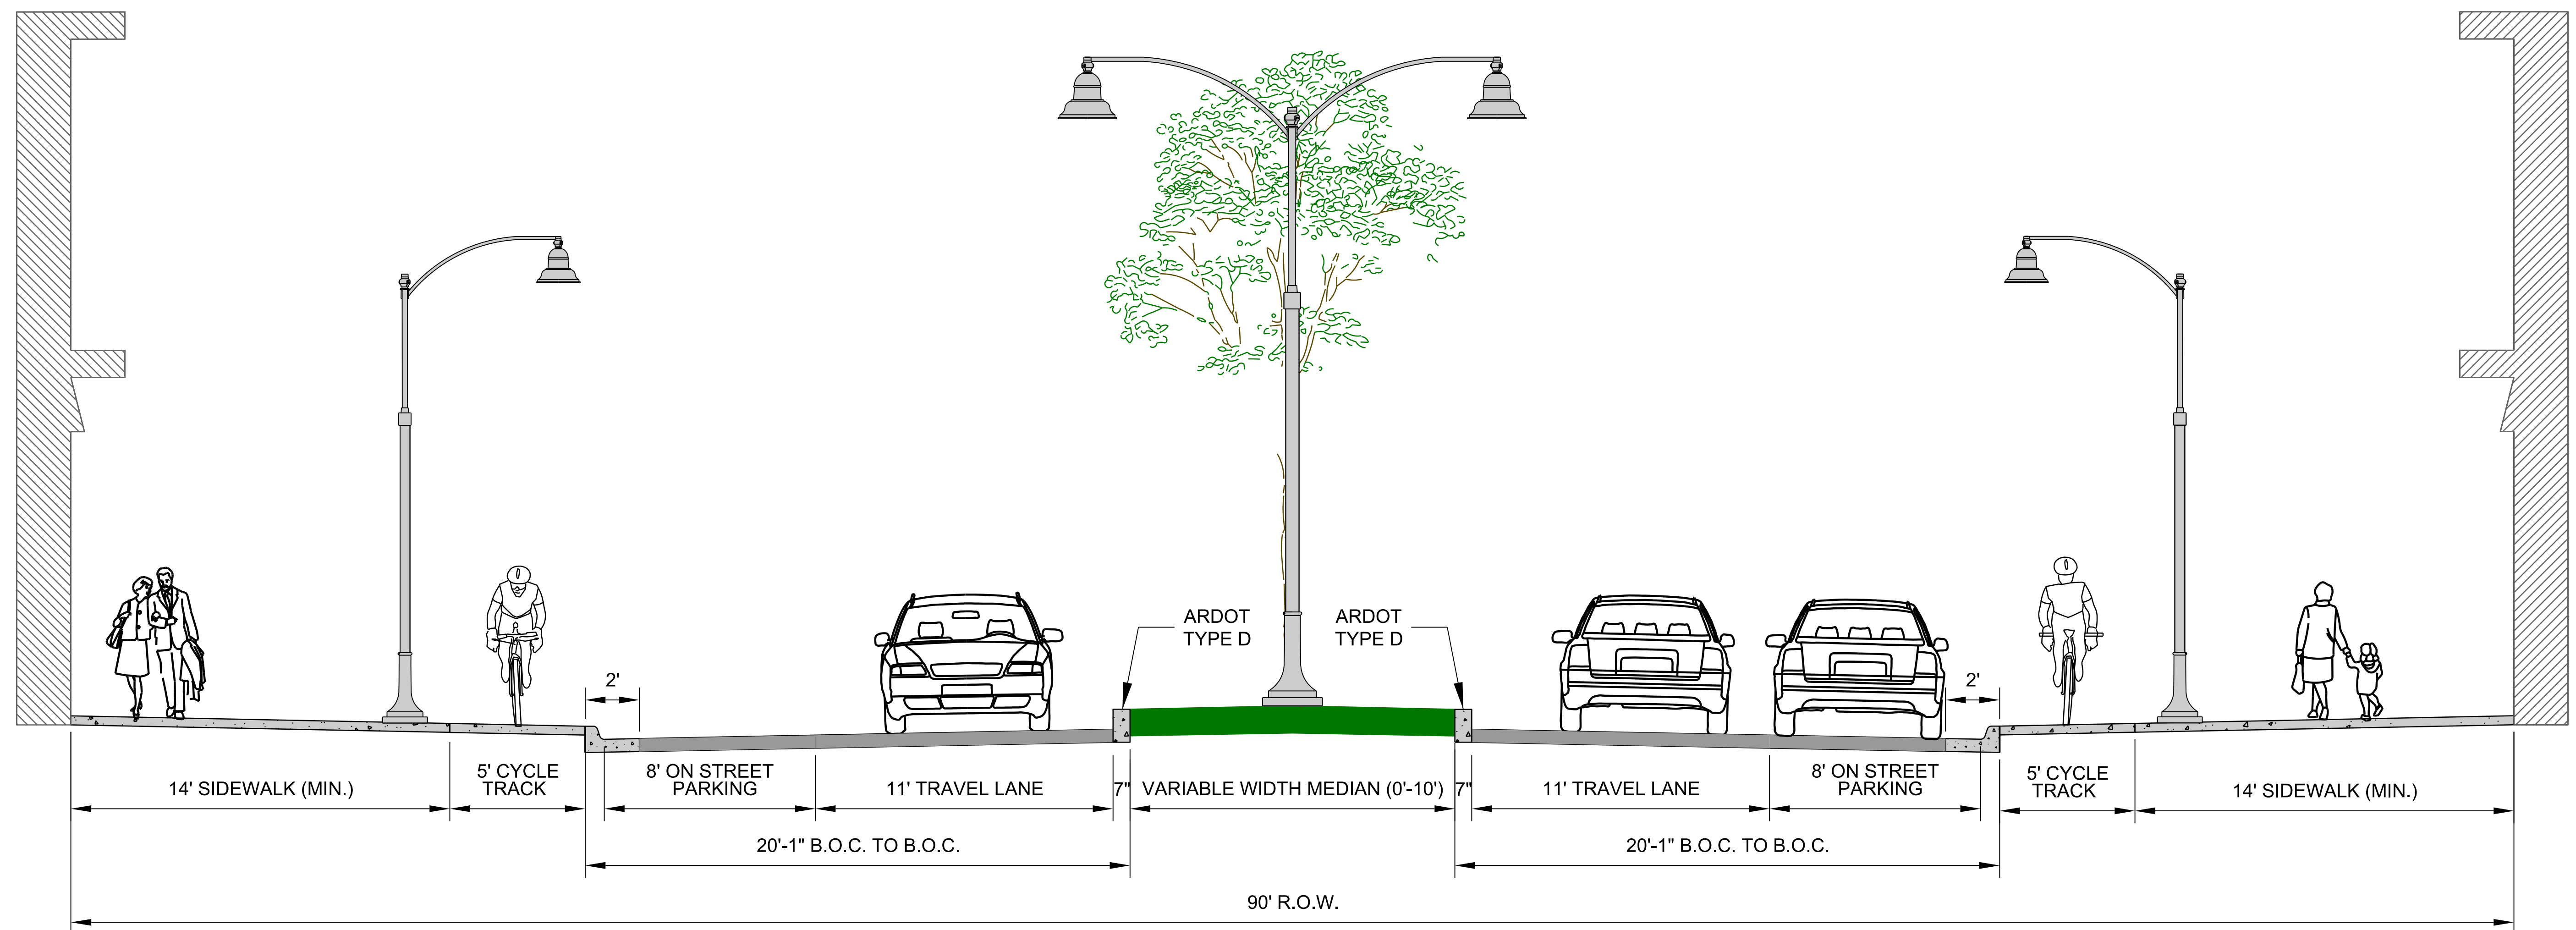 ARDOT
TYPE D
ARDOT
TYPE D
2'
2'
14' SIDEWALK (MIN.)
5' CYCLE
TRACK
8' ON STREET
PARKING
11' TRAVEL LANE
7"
VARIABLE WIDTH MEDIAN (0'-10')
7"
11' TRAVEL LANE
8' ON STREET
PARKING
5' CYCLE
TRACK
14' SIDEWALK (MIN.)
20'-1" B.O.C. TO B.O.C.
20'-1" B.O.C. TO B.O.C.
90' R.O.W.